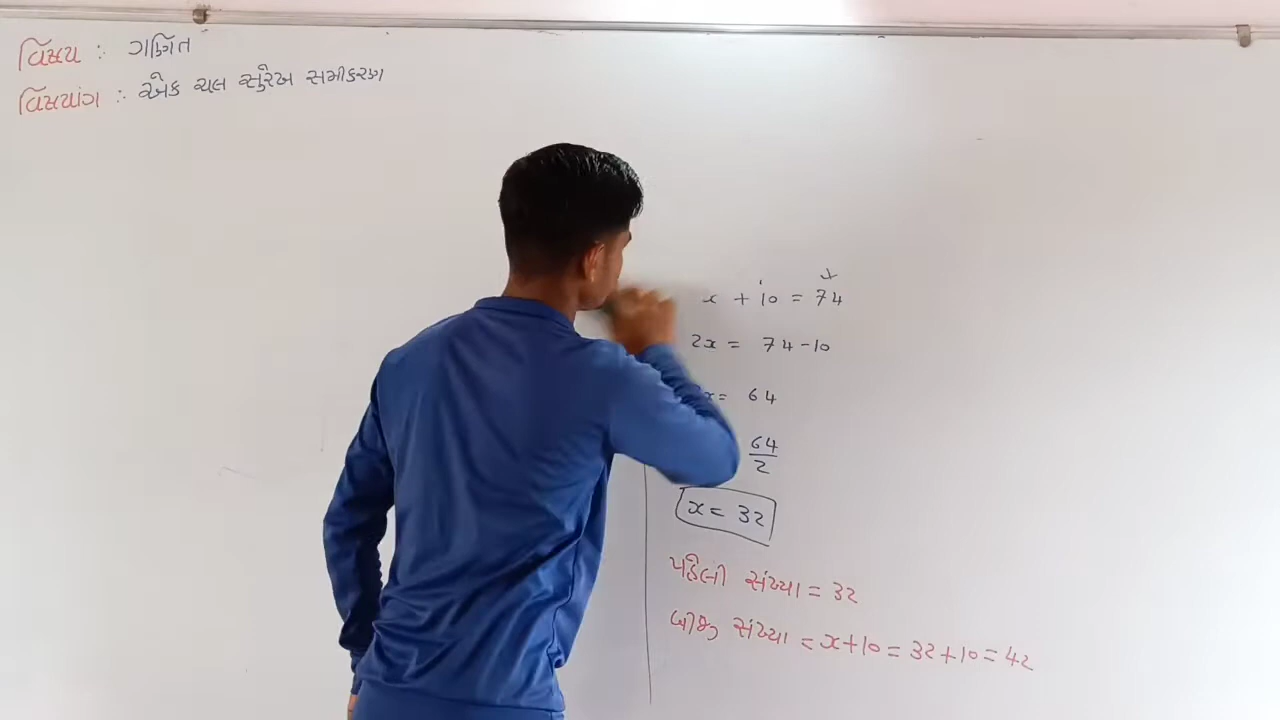 વિષય : ગણિત
વિષયાંગ : એક ચલ સુરેખ સમીકરણ
x + 10 = 74
2x = 74-10
x = 64
64/2
x = 32
પહેલી સંખ્યા = 32
બીજી સંખ્યા = x+10 = 32+10 = 42